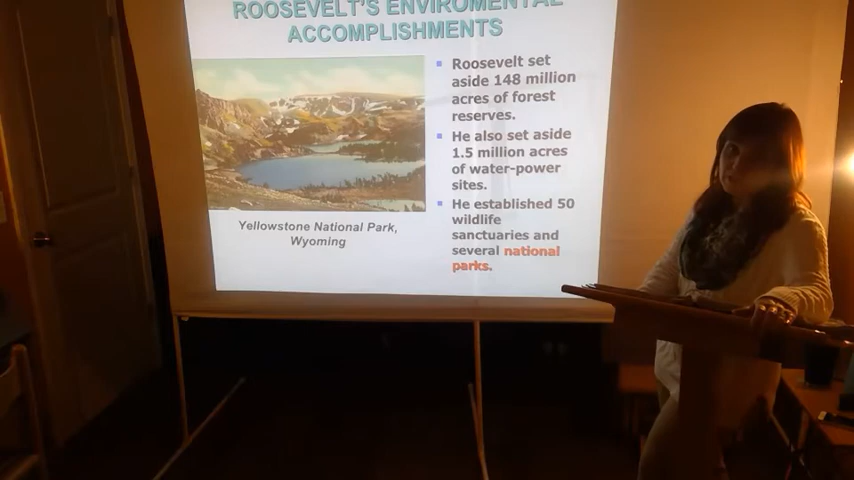 ROOSEVELT'S ENVIROMENTAL
ACCOMPLISHMENTS
Roosevelt set
aside 148 million
acres of forest
reserves.
He also set aside
1.5 million acres
of water-power
sites.
He established 50
wildlife
sanctuaries and
several national
parks.
Yellowstone National Park,
Wyoming